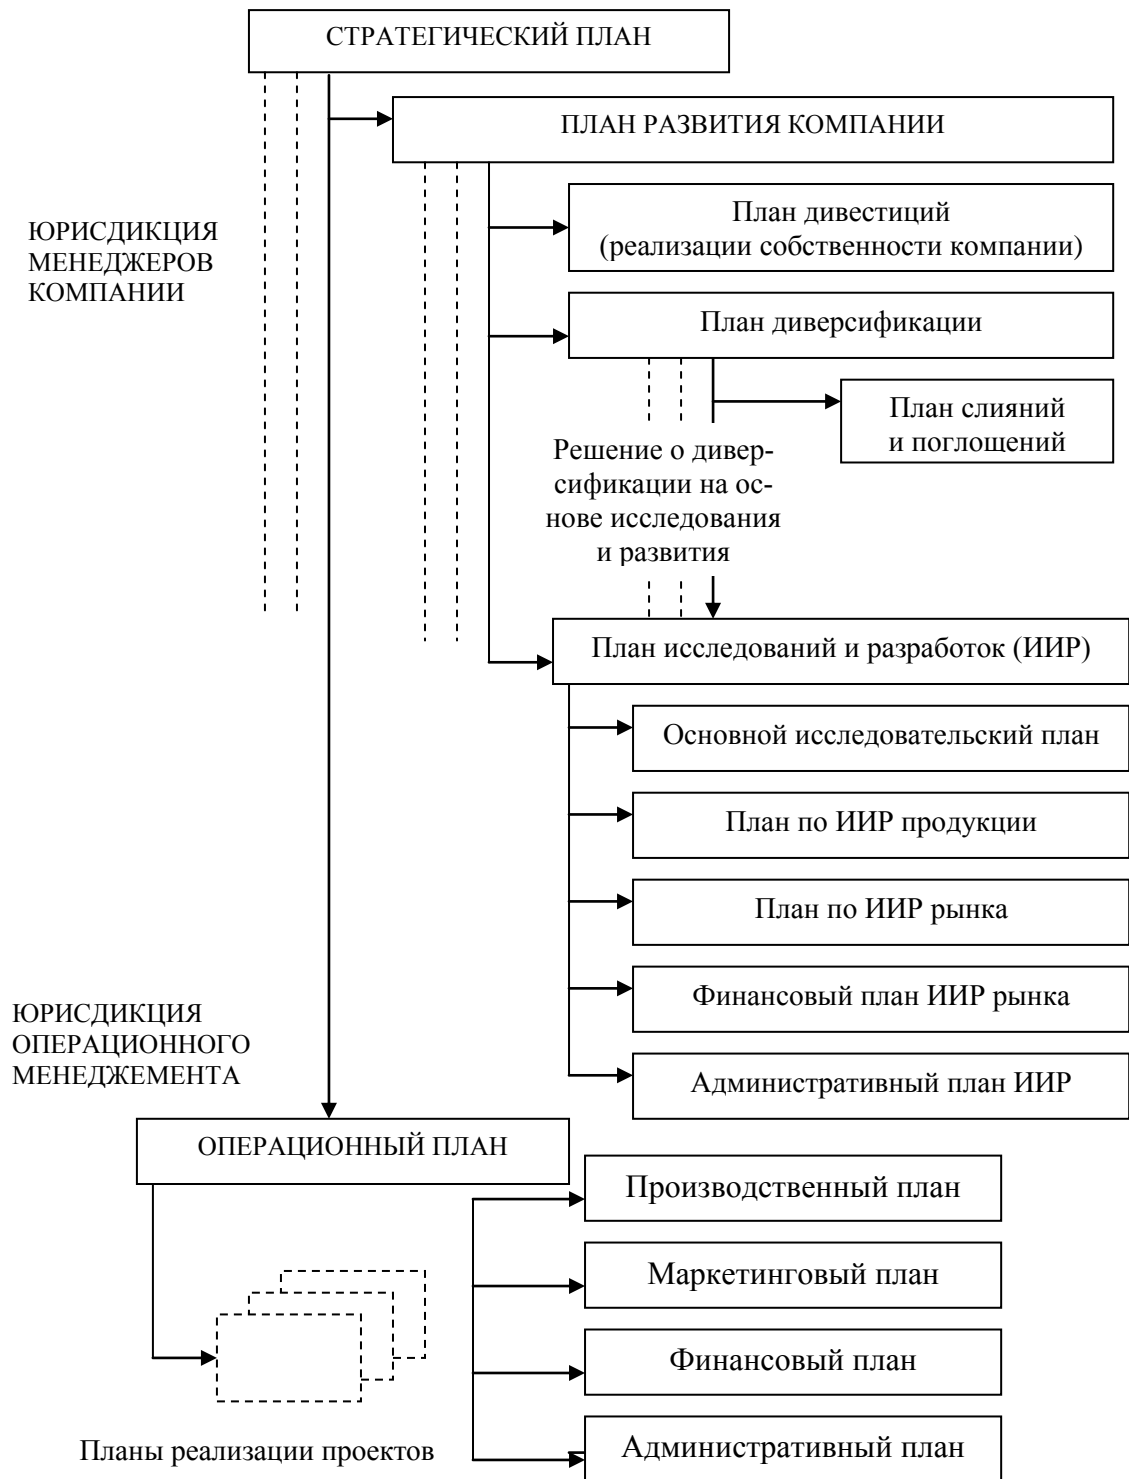 СТРАТЕГИЧЕСКИЙ ПЛАН
ПЛАН РАЗВИТИЯ КОМПАНИИ
ЮРИСДИКЦИЯ
МЕНЕДЖЕРОВ
КОМПАНИИ
План дивестиций
(реализации собственности компании)
План диверсификации
План слияний
и поглощений
Решение о дивер-
сификации на ос-
нове исследования
и развития
План исследований и разработок (ИИР)
Основной исследовательский план
План по ИИР продукции
План по ИИР рынка
Финансовый план ИИР рынка
Административный план ИИР
ЮРИСДИКЦИЯ
ОПЕРАЦИОННОГО
МЕНЕДЖЕМЕНТА
ОПЕРАЦИОННЫЙ ПЛАН
Производственный план
Маркетинговый план
Финансовый план
Административный план
Планы реализации проектов